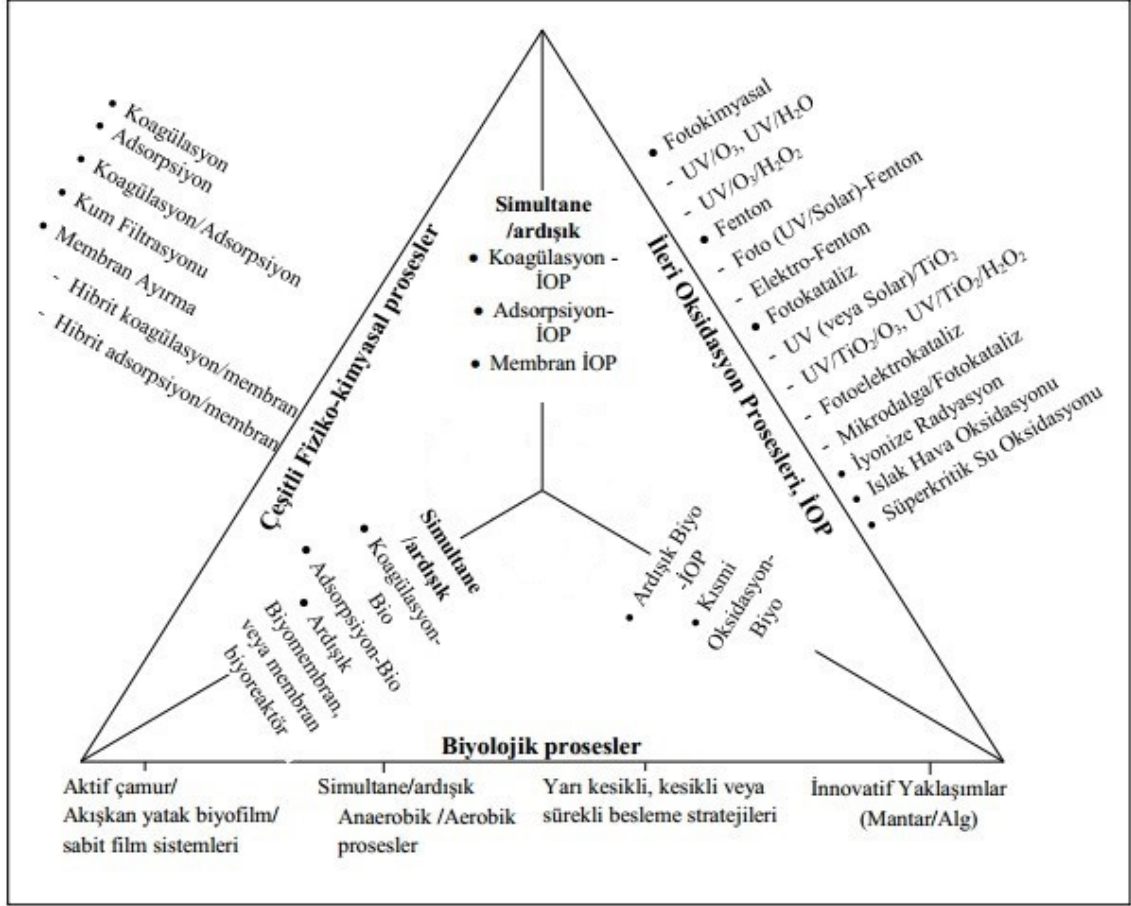 • Koagülasyon
• Adsorpsiyon
• Koagülasyon/Adsorpsiyon
• Kum Filtrasyonu
• Membran Ayırma
- Hibrit koagülasyon/membran
- Hibrit adsorpsiyon/membran
Çeşitli Fiziko-kimyasal prosesler
Simultane
/ardışık
• Koagülasyon -
İOP
• Adsorpsiyon-
İOP
• Membran İOP
İleri Oksidasyon Prosesleri, İOP
• Fotokimyasal
- UV/O₃, UV/H₂O
- UV/O₃/H₂O₂
• Fenton
- Foto (UV/Solar)-Fenton
- Elektro-Fenton
• Fotokataliz
- UV (veya Solar)/TiO₂
- UV/TiO₂/O₃, UV/TiO₂/H₂O₂
- Fotoelektrokataliz
- Mikrodalga/Fotokataliz
• İyonize Radyasyon
• Islak Hava Oksidasyonu
• Süperkritik Su Oksidasyonu
Simultane
/ardışık
• Koagülasyon-
Bio
• Adsorpsiyon-Bio
• Ardışık
Biyomembran,
veya membran
biyoreaktör
• Ardışık Biyo
-İOP
• Kısmi
Oksidasyon-
Biyo
Biyolojik prosesler
Aktif çamur/
Akışkan yatak biyofilm/
sabit film sistemleri
Simultane/ardışık
Anaerobik /Aerobik
prosesler
Yarı kesikli, kesikli veya
sürekli besleme stratejileri
İnnovatif Yaklaşımlar
(Mantar/Alg)